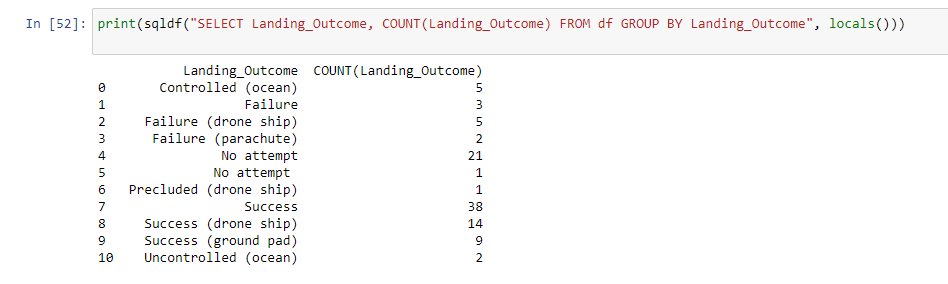 In [52]: print(sqldf("SELECT Landing_Outcome, COUNT(Landing_Outcome) FROM df GROUP BY Landing_Outcome", locals()))
Landing_Outcome COUNT(Landing_Outcome)
0 Controlled (ocean) 5
1 Failure 3
2 Failure (drone ship) 5
3 Failure (parachute) 2
4 No attempt 21
5 No attempt 1
6 Precluded (drone ship) 1
7 Success 38
8 Success (drone ship) 14
9 Success (ground pad) 9
10 Uncontrolled (ocean) 2